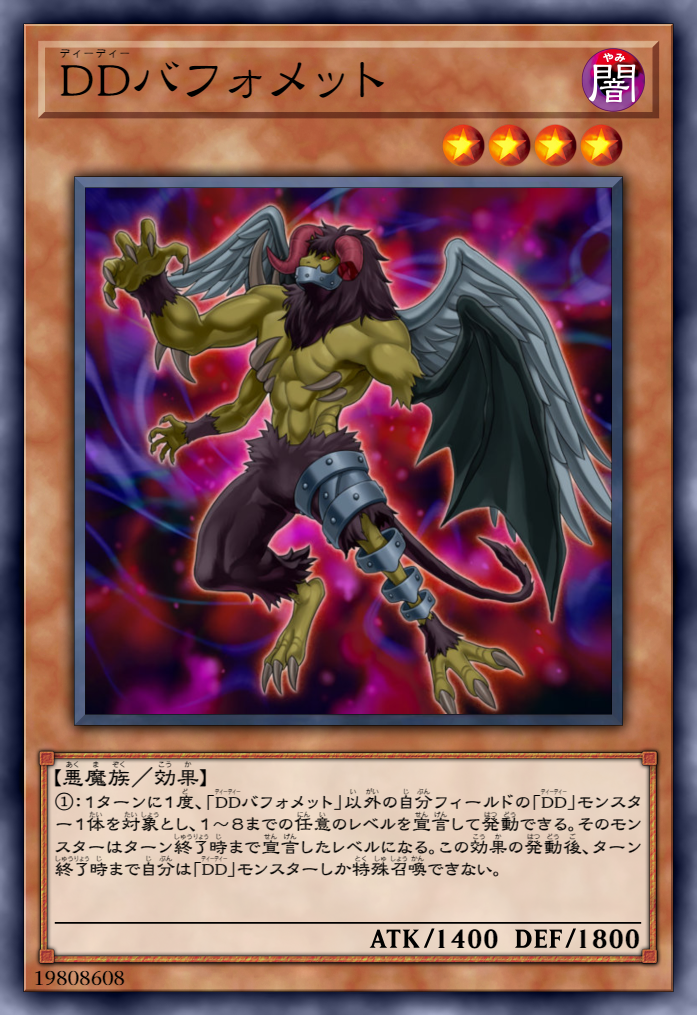 ディーディー
DDバフォメット
やみ
闇
【悪魔族／効果】
①：1ターンに1度、「DDバフォメット」以外の自分フィールドの「DD」モンスタ
ー1体を対象とし、1～8までの任意のレベルを宣言して発動できる。そのモン
スターはターン終了時まで宣言したレベルになる。この効果の発動後、ターン
終了時まで自分は「DD」モンスターしか特殊召喚できない。
ATK/1400 DEF/1800
19808608